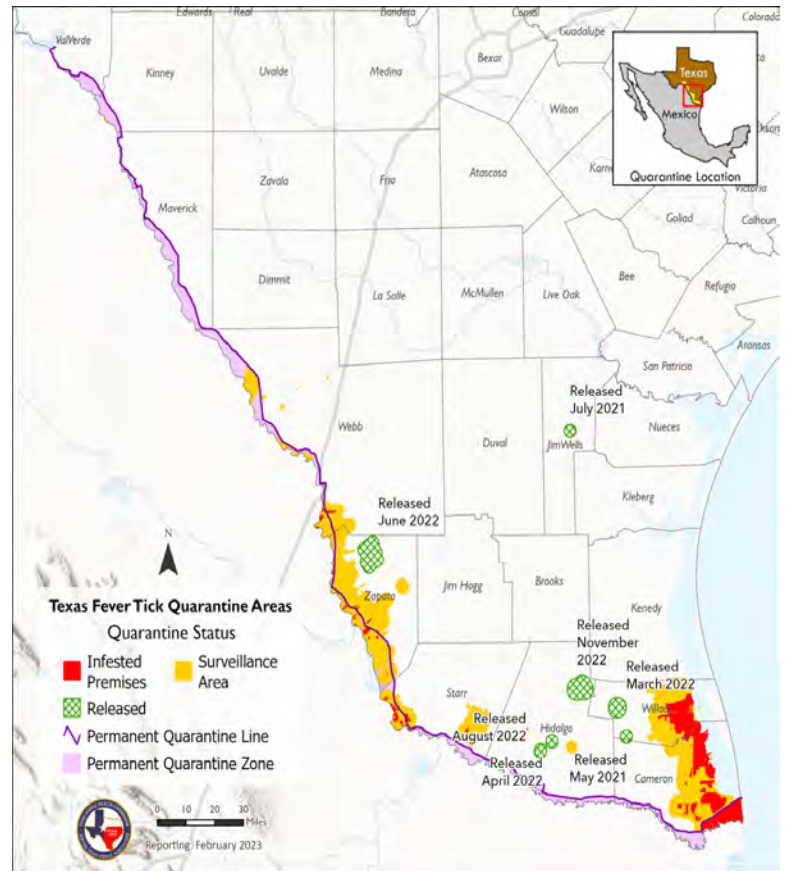 Edwards
Real
Bandera
Comal
Guadalupe
Colorado
ValVerde
Kinney
Uvalde
Medina
Bexar
Wilson
Texas
Mexico
Quarantine Location
Maverick
Zavala
Frio
Atascosa
Karne
Victoria
Goliad
Calhoun
Dimmit
La Salle
McMullen
Live Oak
Bee
Refugio
Aransas
San Patricio
Released
July 2021
Webb
Duval
JimWells
Nueces
Kleberg
Released
June 2022
N
Jim Hogg
Brooks
Kenedy
Zapata
Texas Fever Tick Quarantine Areas
Quarantine Status
Infested
Premises
Surveillance
Area
Released
Permanent Quarantine Line
Permanent Quarantine Zone
Released
November
2022
Released
March 2022
Starr
Willac
Released
August 2022
Hidalgo
Released
April 2022
Released
May 2021
Cameron
0 10 20 30
Miles
Reporting: February 2023